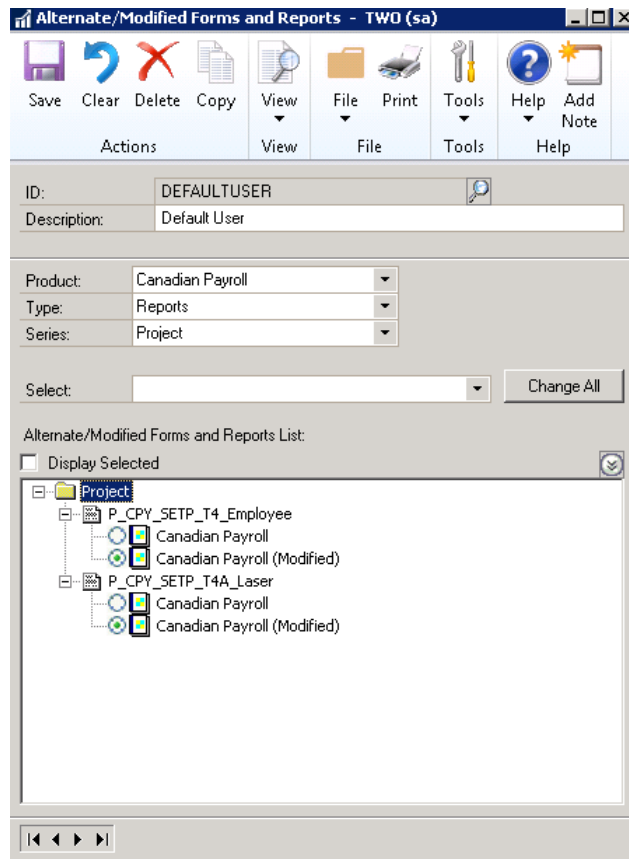 Alternate/Modified Forms and Reports - TWO (sa)
Save Clear Delete Copy View File Print Tools Help Add Note
Actions View File Tools Help
ID: DEFAULTUSER
Description: Default User
Product: Canadian Payroll
Type: Reports
Series: Project
Select: Change All
Alternate/Modified Forms and Reports List:
Display Selected
Project
P_CPY_SETP_T4_Employee
Canadian Payroll
Canadian Payroll (Modified)
P_CPY_SETP_T4A_Laser
Canadian Payroll
Canadian Payroll (Modified)